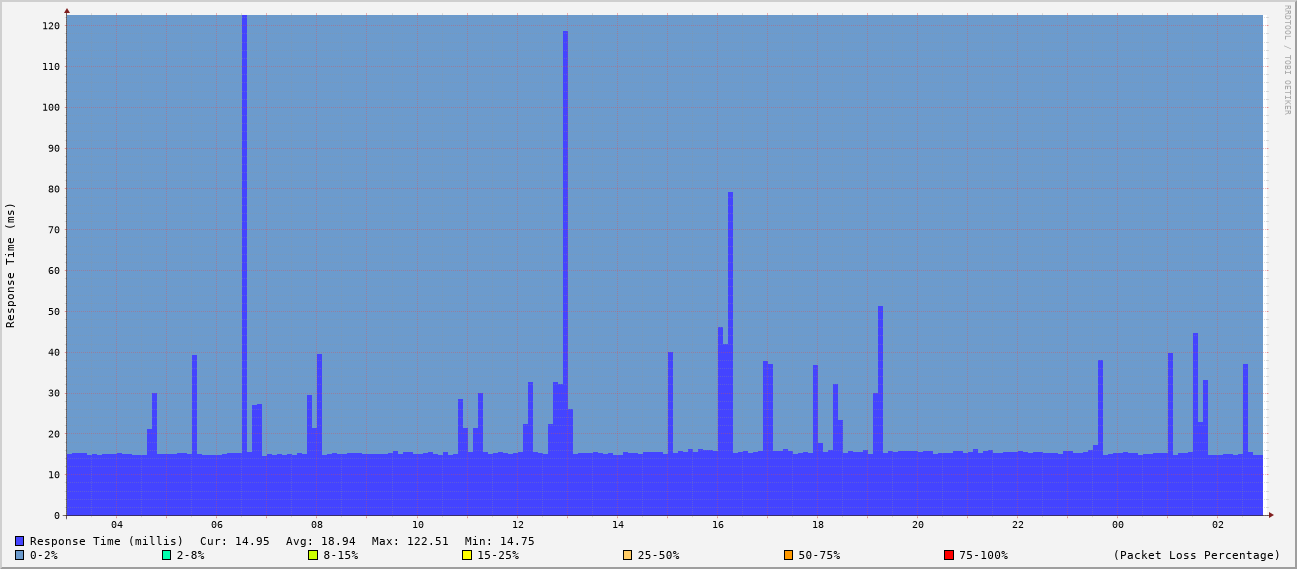 RRDTOOL / TOBI OETIKER
Response Time (ms)
120
110
100
90
80
70
60
50
40
30
20
10
0
04 06 08 10 12 14 16 18 20 22 00 02
Response Time (millis) Cur: 14.95 Avg: 18.94 Max: 122.51 Min: 14.75
0-2% 2-8% 8-15% 15-25% 25-50% 50-75% 75-100% (Packet Loss Percentage)